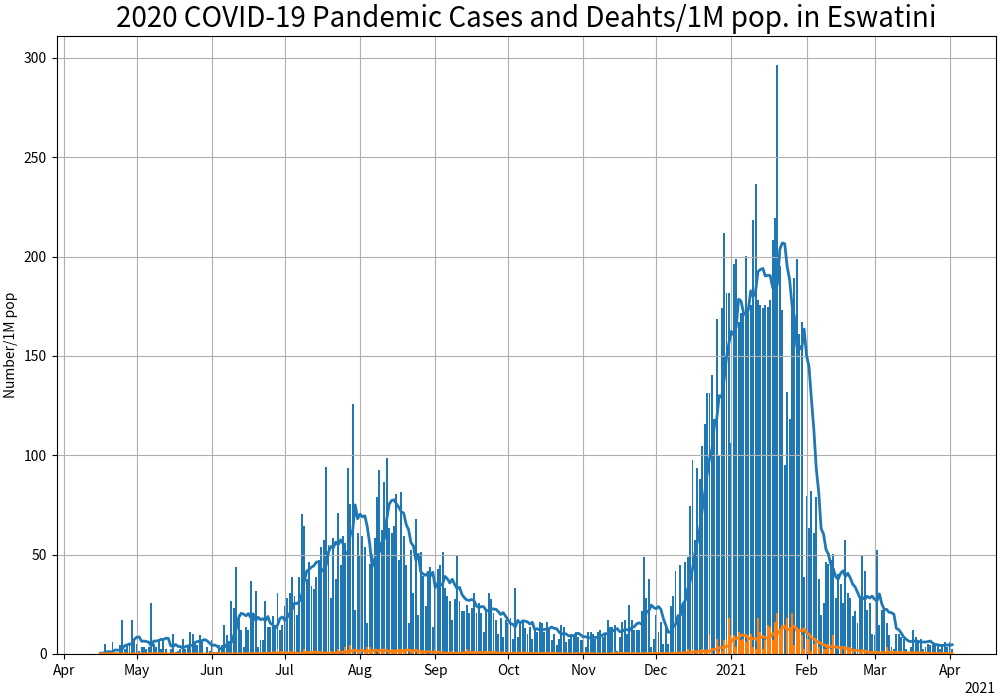 2020 COVID-19 Pandemic Cases and Deahts/1M pop. in Eswatini
Number/1M pop
300
250
200
150
100
50
0
Apr May Jun Jul Aug Sep Oct Nov Dec 2021 Feb Mar Apr
2021